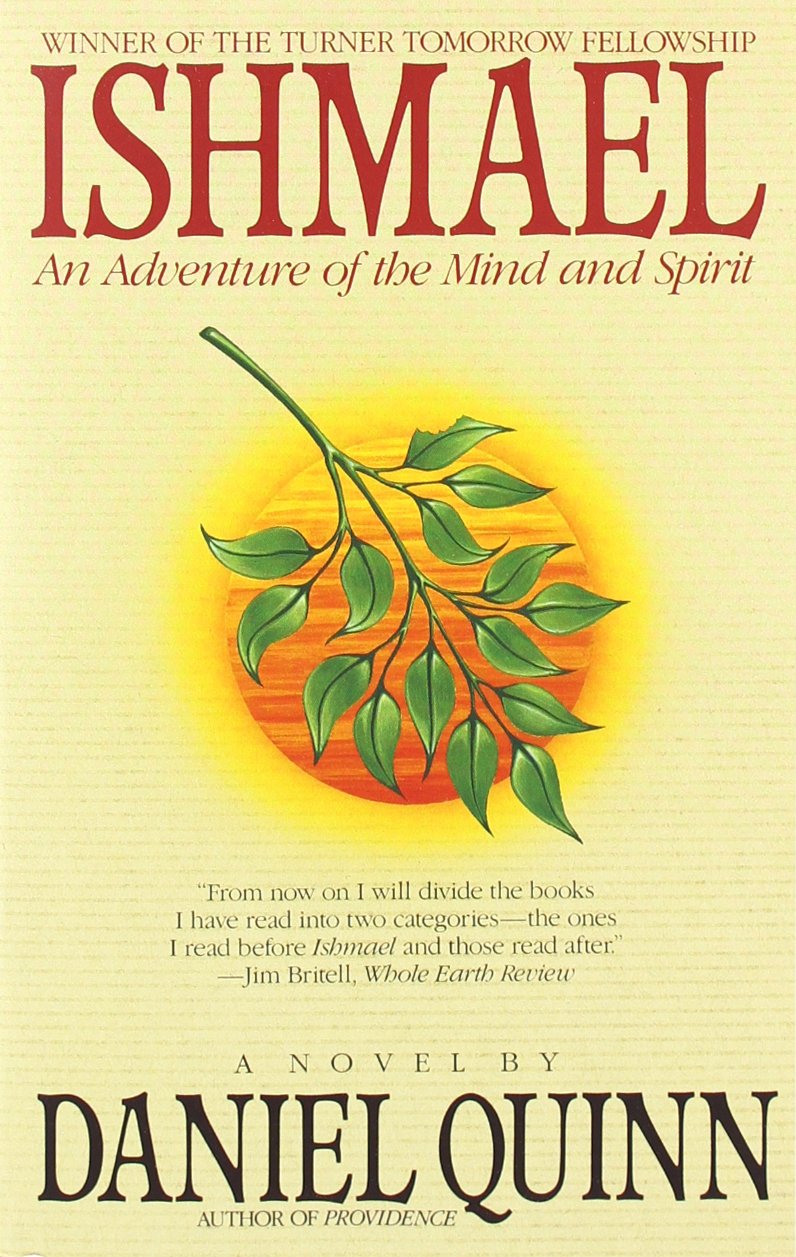 WINNER OF THE TURNER TOMORROW FELLOWSHIP
ISHMAEL
An Adventure of the Mind and Spirit
“From now on I will divide the books
I have read into two categories—the ones
I read before Ishmael and those read after.”
—Jim Britell, Whole Earth Review
A NOVEL BY
DANIEL QUINN
AUTHOR OF PROVIDENCE